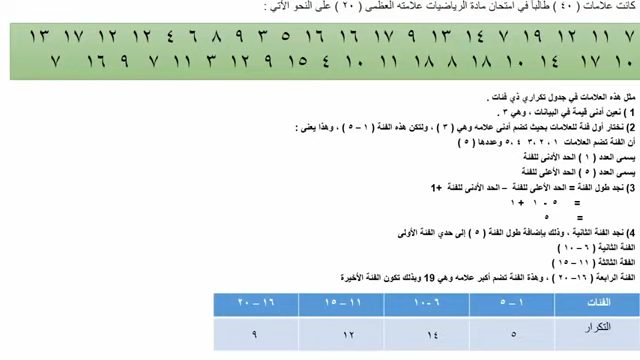 كانت علامات ( ٤٠ ) طالباً في امتحان مادة الرياضيات علامته العظمى ( ٢٠ ) على النحو الآتي :
٧ ١١ ١٢ ١٩ ٧ ١٤ ١٣ ٩ ١٧ ١٦ ١٦ ٥ ٣ ٩ ٨ ٦ ٤ ١٢ ١٢ ١٧ ١٣
١٠ ١٧ ١٤ ١٠ ١٨ ١٨ ٨ ١١ ١٠ ٤ ١٥ ٩ ١٢ ٣ ١١ ٧ ٩ ١٦ ٧
مثل هذه العلامات في جدول تكراري ذي فئات .
1 ) نعين أدنى قيمة في البيانات ، وهي ٣ .
2) نختار أول فئة للعلامات بحيث تضم أدنى علامه وهي ( ٣ ) ، ولتكن هذه الفئة ( ١ – ٥ ) ، وهذا يعني :
أن الفئة تضم العلامات ١ ، ٢ ،٣ ، ٤ ،٥ وعددها ( ٥ )
يسمى العدد ( ١ ) الحد الأدنى للفئة
يسمى العدد ( ٥ ) الحد الأعلى للفئة
3) نجد طول الفئة = الحد الأعلى للفئة – الحد الأدنى للفئة +1
= ٥ - ١ + ١
= ٥
4) نجد الفئة الثانية ، وذلك بإضافة طول الفئة ( ٥ ) إلى حدي الفئة الأولى
الفئة الثانية ( ٦ – ١٠ )
الفئة الثالثة ( ١١ – ١٥ )
الفئة الرابعة ( ١٦– ٢٠ ) ، وهذة الفئة تضم أكبر علامه وهي 19 وبذلك تكون الفئة الأخيرة
الفئات ١ – ٥ ٦ -١٠ ١١ – ١٥ ١٦ – ٢٠
التكرار ٥ ١٤ ١٢ ٩